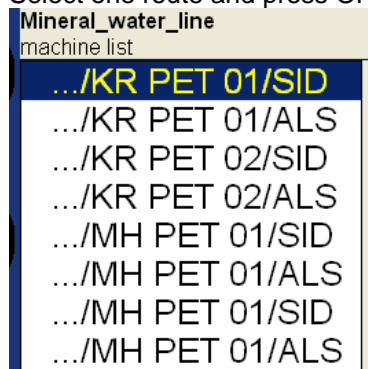 Select one route and press O
Mineral_water_line
machine list
.../KR PET 01/SID
.../KR PET 01/ALS
.../KR PET 02/SID
.../KR PET 02/ALS
.../MH PET 01/SID
.../MH PET 01/ALS
.../MH PET 01/SID
.../MH PET 01/ALS